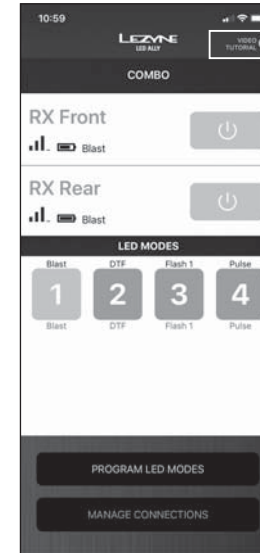 10:59
LEZYNE
LED ALLY
VIDEO
TUTORIAL
COMBO
RX Front
Blast
RX Rear
Blast
LED MODES
Blast DTF Flash 1 Pulse
1 2 3 4
Blast DTF Flash 1 Pulse
PROGRAM LED MODES
MANAGE CONNECTIONS